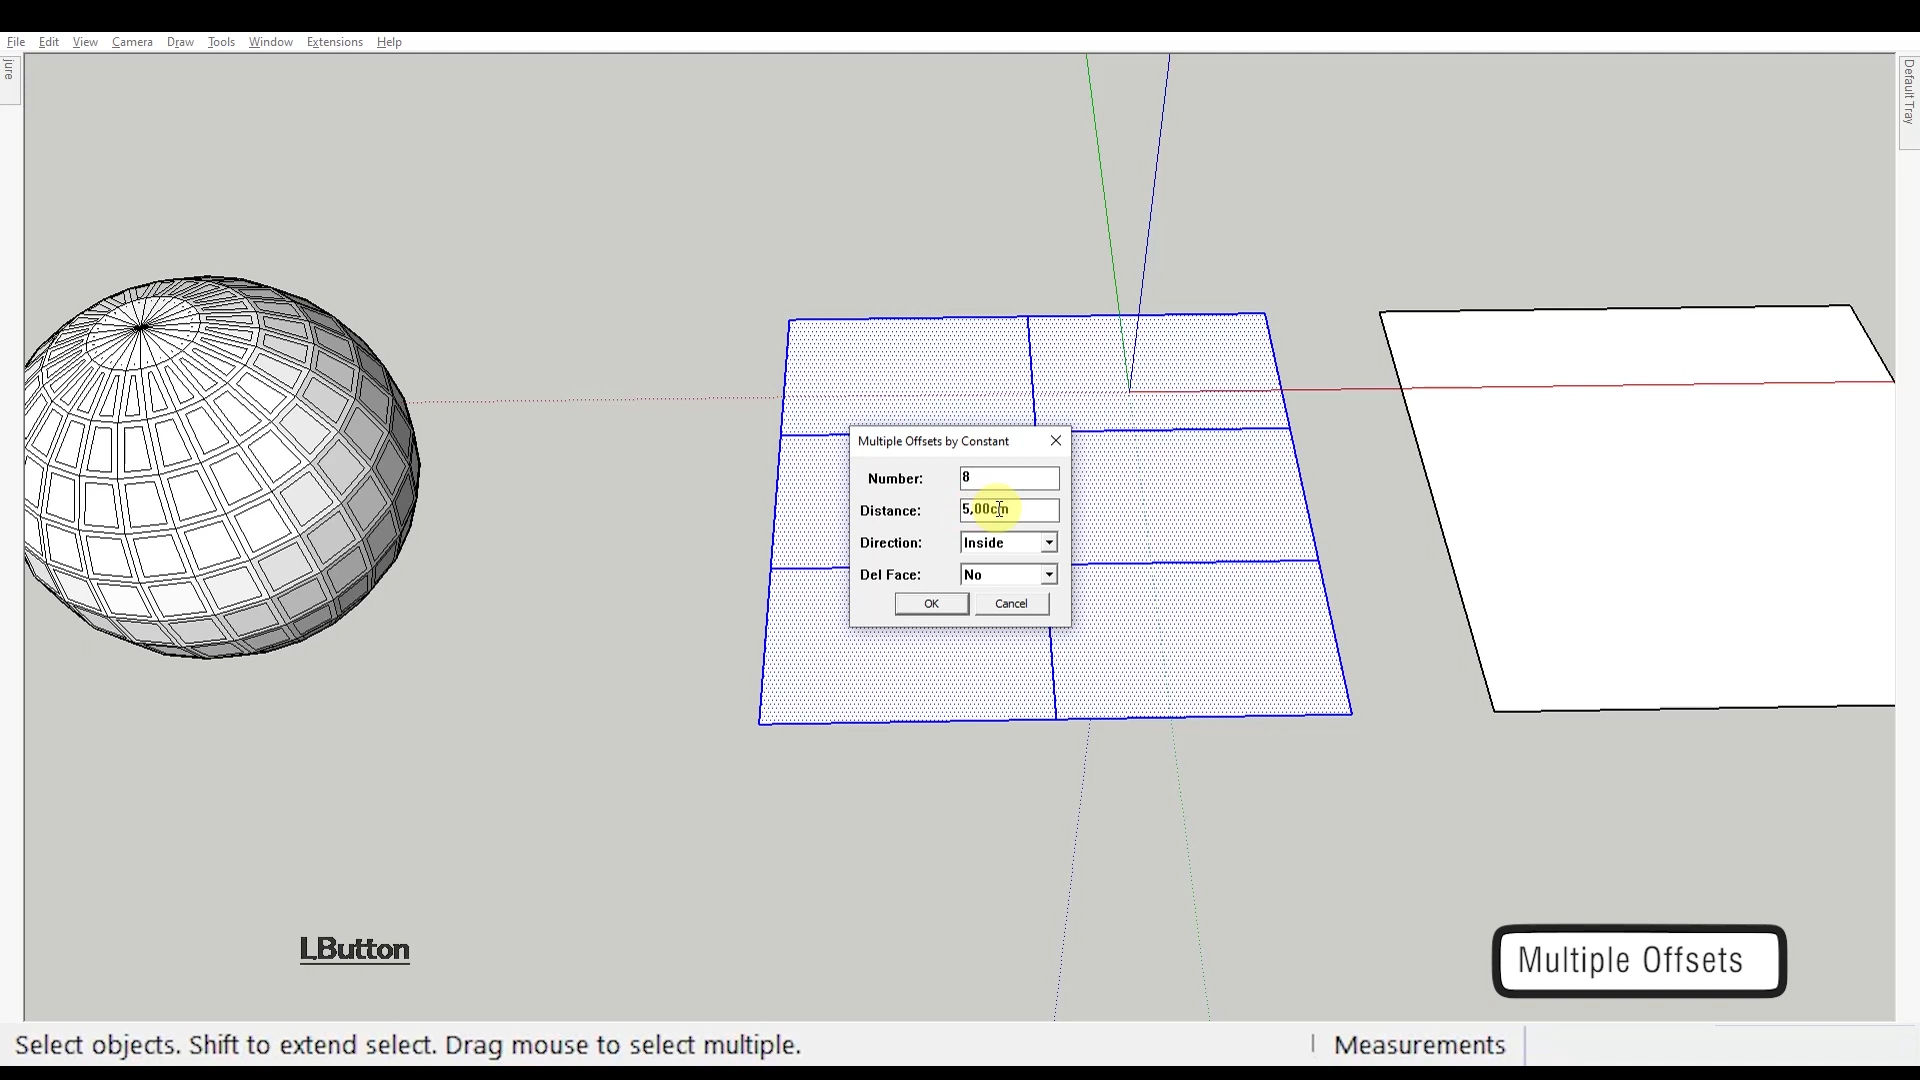 File Edit View Camera Draw Tools Window Extensions Help
jure
Default Tray
Multiple Offsets by Constant
Number: 8
Distance: 5,00cm
Direction: Inside
Del Face: No
OK Cancel
LButton
Multiple Offsets
Select objects. Shift to extend select. Drag mouse to select multiple.
Measurements